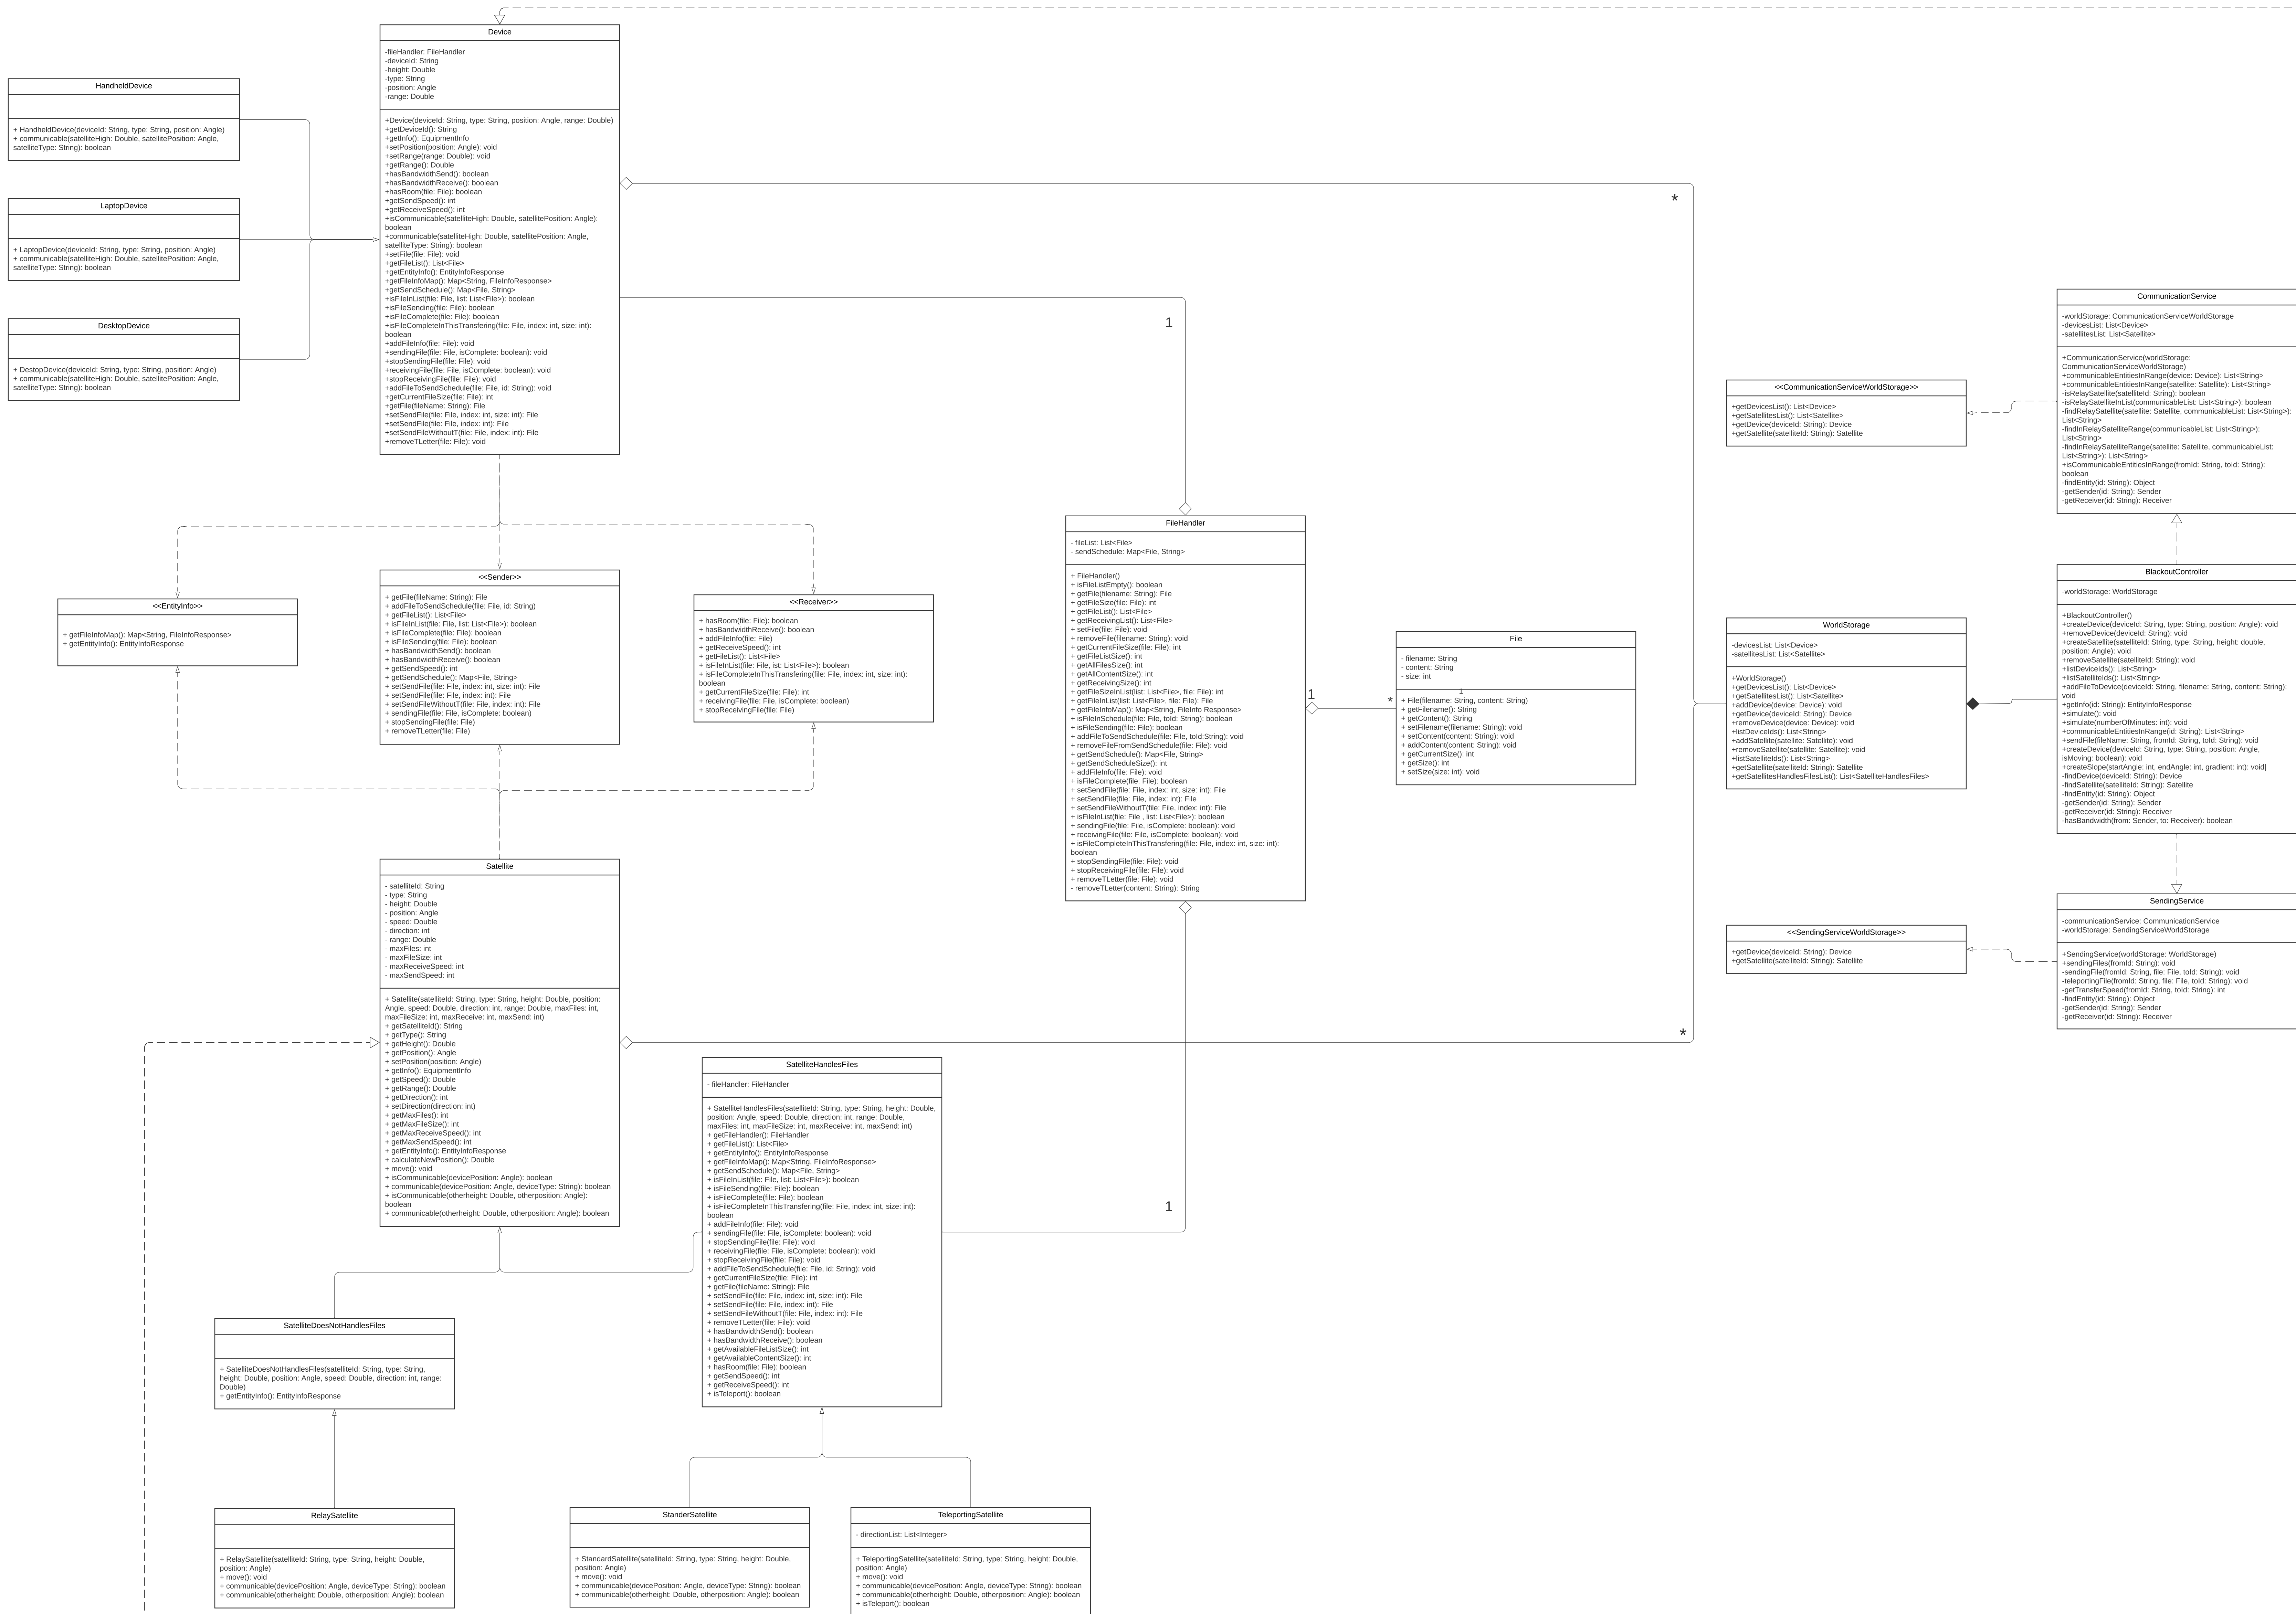 Device
-fileHandler: FileHandler
-deviceId: String
-height: Double
-type: String
-position: Angle
-range: Double
+Device(deviceId: String, type: String, position: Angle, range: Double)
+getDeviceId(): String
+getInfo(): EquipmentInfo
+setPosition(position: Angle): void
+setRange(range: Double): void
+getRange(): Double
+hasBandwidthSend(): boolean
+hasBandwidthReceive(): boolean
+hasRoom(file: File): boolean
+getSendSpeed(): int
+getReceiveSpeed(): int
+isCommunicable(satelliteHigh: Double, satellitePosition: Angle):
boolean
+communicable(satelliteHigh: Double, satellitePosition: Angle,
satelliteType: String): boolean
+setFile(file: File): void
+getFileList(): List<File>
+getEntityInfo(): EntityInfoResponse
+getFileInfoMap(): Map<String, FileInfoResponse>
+getSendSchedule(): Map<File, String>
+isFileInList(file: File, list: List<File>): boolean
+isFileSending(file: File): boolean
+isFileComplete(file: File): boolean
+isFileCompleteInThisTransfering(file: File, index: int, size: int):
boolean
+addFileInfo(file: File): void
+sendingFile(file: File, isComplete: boolean): void
+stopSendingFile(file: File): void
+receivingFile(file: File, isComplete: boolean): void
+stopReceivingFile(file: File): void
+addFileToSendSchedule(file: File, id: String): void
+getCurrentFileSize(file: File): int
+getFile(fileName: String): File
+setSendFile(file: File, index: int, size: int): File
+setSendFile(file: File, index: int): File
+setSendFileWithoutT(file: File, index: int): File
+removeTLetter(file: File): void
HandheldDevice
+ HandheldDevice(deviceId: String, type: String, position: Angle)
+ communicable(satelliteHigh: Double, satellitePosition: Angle,
satelliteType: String): boolean
LaptopDevice
+ LaptopDevice(deviceId: String, type: String, position: Angle)
+ communicable(satelliteHigh: Double, satellitePosition: Angle,
satelliteType: String): boolean
DesktopDevice
+ DestopDevice(deviceId: String, type: String, position: Angle)
+ communicable(satelliteHigh: Double, satellitePosition: Angle,
satelliteType: String): boolean
*
1
CommunicationService
-worldStorage: CommunicationServiceWorldStorage
-devicesList: List<Device>
-satellitesList: List<Satellite>
+CommunicationService(worldStorage:
CommunicationServiceWorldStorage)
+communicableEntitiesInRange(device: Device): List<String>
+communicableEntitiesInRange(satellite: Satellite): List<String>
-isRelaySatellite(satelliteId: String): boolean
-isRelaySatelliteInList(communicableList: List<String>): boolean
-findRelaySatellite(satellite: Satellite, communicableList: List<String>):
List<String>
-findInRelaySatelliteRange(communicableList: List<String>):
List<String>
-findInRelaySatelliteRange(satellite: Satellite, communicableList:
List<String>): List<String>
+isCommunicableEntitiesInRange(fromId: String, toId: String):
boolean
-findEntity(id: String): Object
-getSender(id: String): Sender
-getReceiver(id: String): Receiver
<<CommunicationServiceWorldStorage>>
+getDevicesList(): List<Device>
+getSatellitesList(): List<Satellite>
+getDevice(deviceId: String): Device
+getSatellite(satelliteId: String): Satellite
<<EntityInfo>>
+ getFileInfoMap(): Map<String, FileInfoResponse>
+ getEntityInfo(): EntityInfoResponse
<<Sender>>
+ getFile(fileName: String): File
+ addFileToSendSchedule(file: File, id: String)
+ getFileList(): List<File>
+ isFileInList(file: File, list: List<File>): boolean
+ isFileComplete(file: File): boolean
+ isFileSending(file: File): boolean
+ hasBandwidthSend(): boolean
+ hasBandwidthReceive(): boolean
+ getSendSpeed(): int
+ getSendSchedule(): Map<File, String>
+ setSendFile(file: File, index: int, size: int): File
+ setSendFile(file: File, index: int): File
+ setSendFileWithoutT(file: File, index: int): File
+ sendingFile(file: File, isComplete: boolean)
+ stopSendingFile(file: File)
+ removeTLetter(file: File)
<<Receiver>>
+ hasRoom(file: File): boolean
+ hasBandwidthReceive(): boolean
+ addFileInfo(file: File)
+ getReceiveSpeed(): int
+ getFileList(): List<File>
+ isFileInList(file: File, ist: List<File>): boolean
+ isFileCompleteInThisTransfering(file: File, index: int, size: int):
boolean
+ getCurrentFileSize(file: File): int
+ receivingFile(file: File, isComplete: boolean)
+ stopReceivingFile(file: File)
FileHandler
- fileList: List<File>
- sendSchedule: Map<File, String>
+ FileHandler()
+ isFileListEmpty(): boolean
+ getFile(filename: String): File
+ getFileSize(file: File): int
+ getFileList(): List<File>
+ getReceivingList(): List<File>
+ setFile(file: File): void
+ removeFile(filename: String): void
+ getCurrentFileSize(file: File): int
+ getFileListSize(): int
+ getAllFilesSize(): int
+ getAllContentSize(): int
+ getReceivingSize(): int
+ getFileSizeInList(list: List<File>, file: File): int
+ getFileInList(list: List<File>, file: File): File
+ getFileInfoMap(): Map<String, FileInfo Response>
+ isFileInSchedule(file: File, toId: String): boolean
+ isFileSending(file: File): boolean
+ addFileToSendSchedule(file: File, toId:String): void
+ removeFileFromSendSchedule(file: File): void
+ getSchedule(): Map<File, String>
+ getSendScheduleSize(): int
+ addFileInfo(file: File): void
+ isFileComplete(file: File): boolean
+ setSendFile(file: File, index: int, size: int): File
+ setSendFile(file: File, index: int): File
+ setSendFileWithoutT(file: File, index: int): File
+ isFileInList(file: File , list: List<File>): boolean
+ sendingFile(file: File, isComplete: boolean): void
+ receivingFile(file: File, isComplete: boolean): void
+ isFileCompleteInThisTransfering(file: File, index: int, size: int):
boolean
+ stopSendingFile(file: File): void
+ stopReceivingFile(file: File): void
+ removeTLetter(file: File): void
- removeTLetter(content: String): String
1
*
File
- filename: String
- content: String
- size: int
1
+ File(filename: String, content: String)
+ getFilename(): String
+ getContent(): String
+ setFilename(filename: String): void
+ setContent(content: String): void
+ addContent(content: String): void
+ getCurrentSize(): int
+ getSize(): int
+ setSize(size: int): void
WorldStorage
-devicesList: List<Device>
-satellitesList: List<Satellite>
+WorldStorage()
+getDevicesList(): List<Device>
+getSatellitesList(): List<Satellite>
+addDevice(device: Device): void
+getDevice(deviceId: String): Device
+removeDevice(device: Device): void
+listDeviceIds(): List<String>
+addSatellite(satellite: Satellite): void
+removeSatellite(satellite: Satellite): void
+listSatelliteIds(): List<String>
+getSatellite(satelliteId: String): Satellite
+getSatellitesHandlesFilesList(): List<SatelliteHandlesFiles>
BlackoutController
-worldStorage: WorldStorage
+BlackoutController()
+createDevice(deviceId: String, type: String, position: Angle): void
+removeDevice(deviceId: String): void
+createSatellite(satelliteId: String, type: String, height: double,
position: Angle): void
+removeSatellite(satelliteId: String): void
+listDeviceIds(): List<String>
+listSatelliteIds(): List<String>
+addFileToDevice(deviceId: String, filename: String, content: String):
void
+getInfo(id: String): EntityInfoResponse
+simulate(): void
+simulate(numberOfMinutes: int): void
+communicableEntitiesInRange(id: String): List<String>
+sendFile(fileName: String, fromId: String, toId: String): void
+createDevice(deviceId: String, type: String, position: Angle,
isMoving: boolean): void
+createSlope(startAngle: int, endAngle: int, gradient: int): void|
-findDevice(deviceId: String): Device
-findSatellite(satelliteId: String): Satellite
-findEntity(id: String): Object
-getSender(id: String): Sender
-getReceiver(id: String): Receiver
-hasBandwidth(from: Sender, to: Receiver): boolean
SendingService
-communicationService: CommunicationService
-worldStorage: SendingServiceWorldStorage
+SendingService(worldStorage: WorldStorage)
+sendingFiles(fromId: String): void
-sendingFile(fromId: String, file: File, toId: String): void
-teleportingFile(fromId: String, file: File, toId: String): void
-getTransferSpeed(fromId: String, toId: String): int
-findEntity(id: String): Object
-getSender(id: String): Sender
-getReceiver(id: String): Receiver
<<SendingServiceWorldStorage>>
+getDevice(deviceId: String): Device
+getSatellite(satelliteId: String): Satellite
Satellite
- satelliteId: String
- type: String
- height: Double
- position: Angle
- speed: Double
- direction: int
- range: Double
- maxFiles: int
- maxFileSize: int
- maxReceiveSpeed: int
- maxSendSpeed: int
+ Satellite(satelliteId: String, type: String, height: Double, position:
Angle, speed: Double, direction: int, range: Double, maxFiles: int,
maxFileSize: int, maxReceive: int, maxSend: int)
+ getSatelliteId(): String
+ getType(): String
+ getHeight(): Double
+ getPosition(): Angle
+ setPosition(position: Angle)
+ getInfo(): EquipmentInfo
+ getSpeed(): Double
+ getRange(): Double
+ getDirection(): int
+ setDirection(direction: int)
+ getMaxFiles(): int
+ getMaxFileSize(): int
+ getMaxReceiveSpeed(): int
+ getMaxSendSpeed(): int
+ getEntityInfo(): EntityInfoResponse
+ calculateNewPosition(): Double
+ move(): void
+ isCommunicable(devicePosition: Angle): boolean
+ communicable(devicePosition: Angle, deviceType: String): boolean
+ isCommunicable(otherheight: Double, otherposition: Angle):
boolean
+ communicable(otherheight: Double, otherposition: Angle): boolean
*
SatelliteHandlesFiles
- fileHandler: FileHandler
+ SatelliteHandlesFiles(satelliteId: String, type: String, height: Double,
position: Angle, speed: Double, direction: int, range: Double,
maxFiles: int, maxFileSize: int, maxReceive: int, maxSend: int)
+ getFileHandler(): FileHandler
+ getFileList(): List<File>
+ getEntityInfo(): EntityInfoResponse
+ getFileInfoMap(): Map<String, FileInfoResponse>
+ getSendSchedule(): Map<File, String>
+ isFileInList(file: File, list: List<File>): boolean
+ isFileSending(file: File): boolean
+ isFileComplete(file: File): boolean
+ isFileCompleteInThisTransfering(file: File, index: int, size: int):
boolean
+ addFileInfo(file: File): void
+ sendingFile(file: File, isComplete: boolean): void
+ stopSendingFile(file: File): void
+ receivingFile(file: File, isComplete: boolean): void
+ stopReceivingFile(file: File): void
+ addFileToSendSchedule(file: File, id: String): void
+ getCurrentFileSize(file: File): int
+ getFile(fileName: String): File
+ setSendFile(file: File, index: int, size: int): File
+ setSendFile(file: File, index: int): File
+ setSendFileWithoutT(file: File, index: int): File
+ removeTLetter(file: File): void
+ hasBandwidthSend(): boolean
+ hasBandwidthReceive(): boolean
+ getAvailableFileListSize(): int
+ getAvailableContentSize(): int
+ hasRoom(file: File): boolean
+ getSendSpeed(): int
+ getReceiveSpeed(): int
+ isTeleport(): boolean
1
SatelliteDoesNotHandlesFiles
+ SatelliteDoesNotHandlesFiles(satelliteId: String, type: String,
height: Double, position: Angle, speed: Double, direction: int, range:
Double)
+ getEntityInfo(): EntityInfoResponse
RelaySatellite
+ RelaySatellite(satelliteId: String, type: String, height: Double,
position: Angle)
+ move(): void
+ communicable(devicePosition: Angle, deviceType: String): boolean
+ communicable(otherheight: Double, otherposition: Angle): boolean
StanderSatellite
+ StandardSatellite(satelliteId: String, type: String, height: Double,
position: Angle)
+ move(): void
+ communicable(devicePosition: Angle, deviceType: String): boolean
+ communicable(otherheight: Double, otherposition: Angle): boolean
TeleportingSatellite
- directionList: List<Integer>
+ TeleportingSatellite(satelliteId: String, type: String, height: Double,
position: Angle)
+ move(): void
+ communicable(devicePosition: Angle, deviceType: String): boolean
+ communicable(otherheight: Double, otherposition: Angle): boolean
+ isTeleport(): boolean